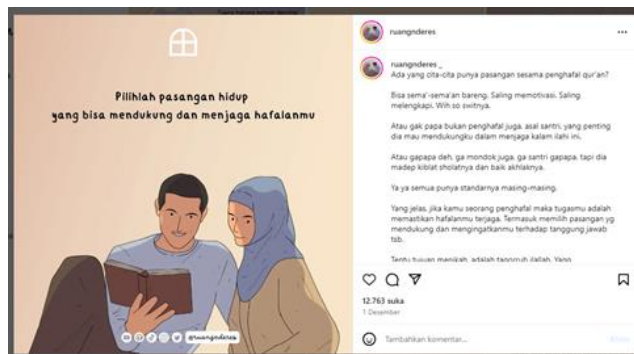 Pilihlah pasangan hidup
yang bisa mendukung dan menjaga hafalanmu
@ruangnderes
ruangnderes
ruangnderes _
Ada yang cita-cita punya pasangan sesama penghafal qur'an?
Bisa sema'-sema'an bareng. Saling memotivasi. Saling
melengkapi. Wih so switnya.
Atau gak papa bukan penghafal juga, asal santri, yang penting
dia mau mendukungku dalam menjaga kalam ilahi ini.
Atau gapapa deh, ga mondok juga, ga santri gapapa, tapi dia
madep kiblat sholatnya dan baik akhlaknya.
Ya ya semua punya standarnya masing-masing.
Yang jelas, jika kamu seorang penghafal maka tugasmu adalah
memastikan hafalanmu terjaga. Termasuk memilih pasangan yg
mendukung dan mengingatkanmu terhadap tanggung jawab
tsb.
Tentu tujuan menikah, adalah ilallah. Yang
12.763 suka
1 Desember
Tambahkan komentar...